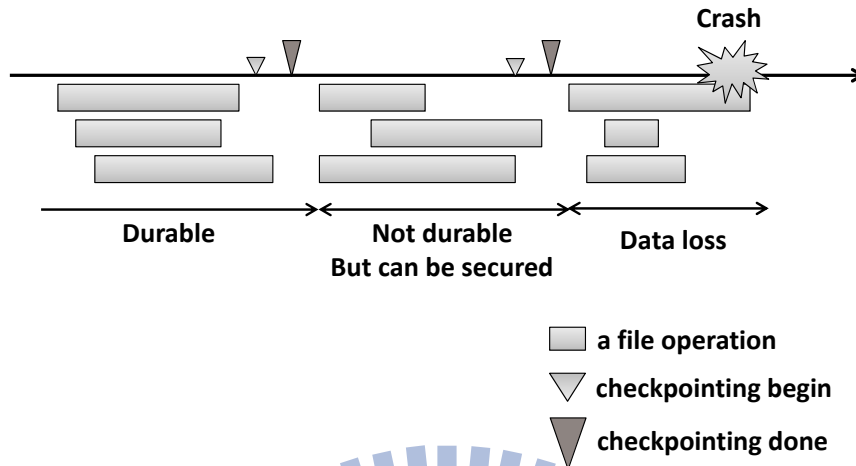 Crash
Durable
Not durable
But can be secured
Data loss
a file operation
checkpointing begin
checkpointing done